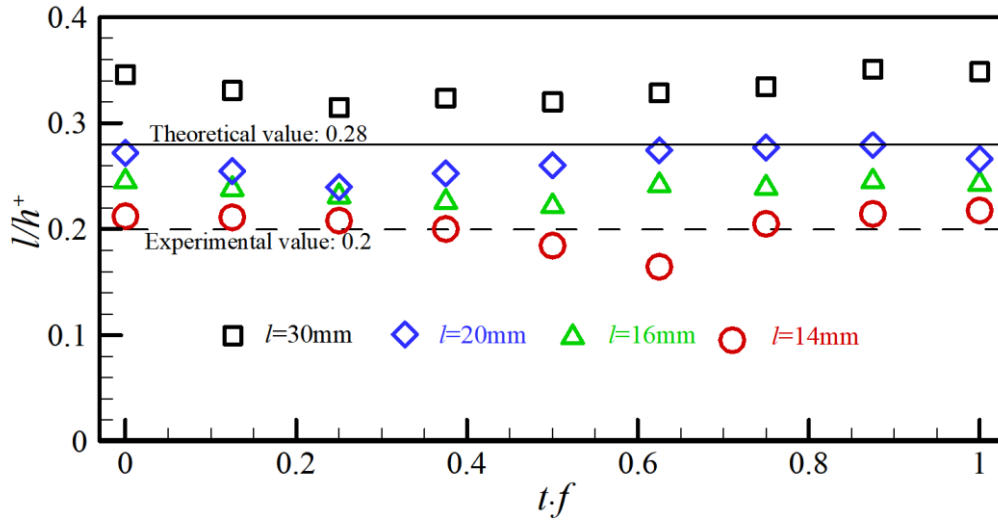 0.4
0.3
Theoretical value: 0.28
l/h+
0.2
Experimental value: 0.2
0.1
l=30mm
l=20mm
l=16mm
l=14mm
0
0
0.2
0.4
0.6
0.8
1
t·f